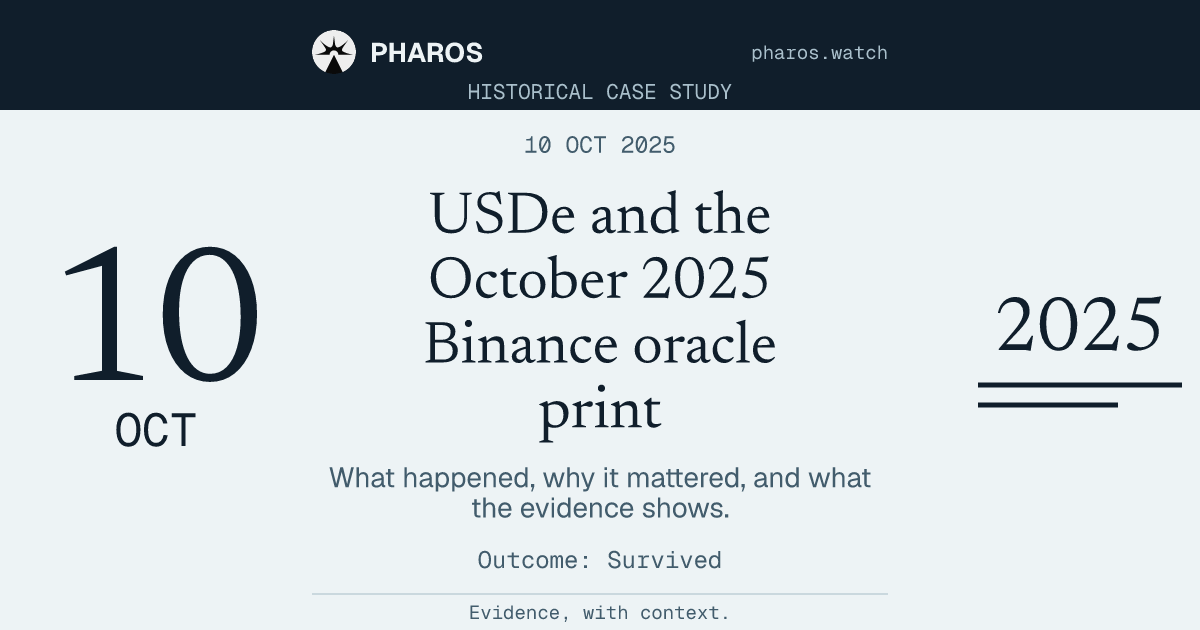 PHAROS
pharos.watch
HISTORICAL CASE STUDY
10 OCT 2025
USDe and the
October 2025
Binance oracle
print
10
OCT
2025
What happened, why it mattered, and what
the evidence shows.
Outcome: Survived
Evidence, with context.